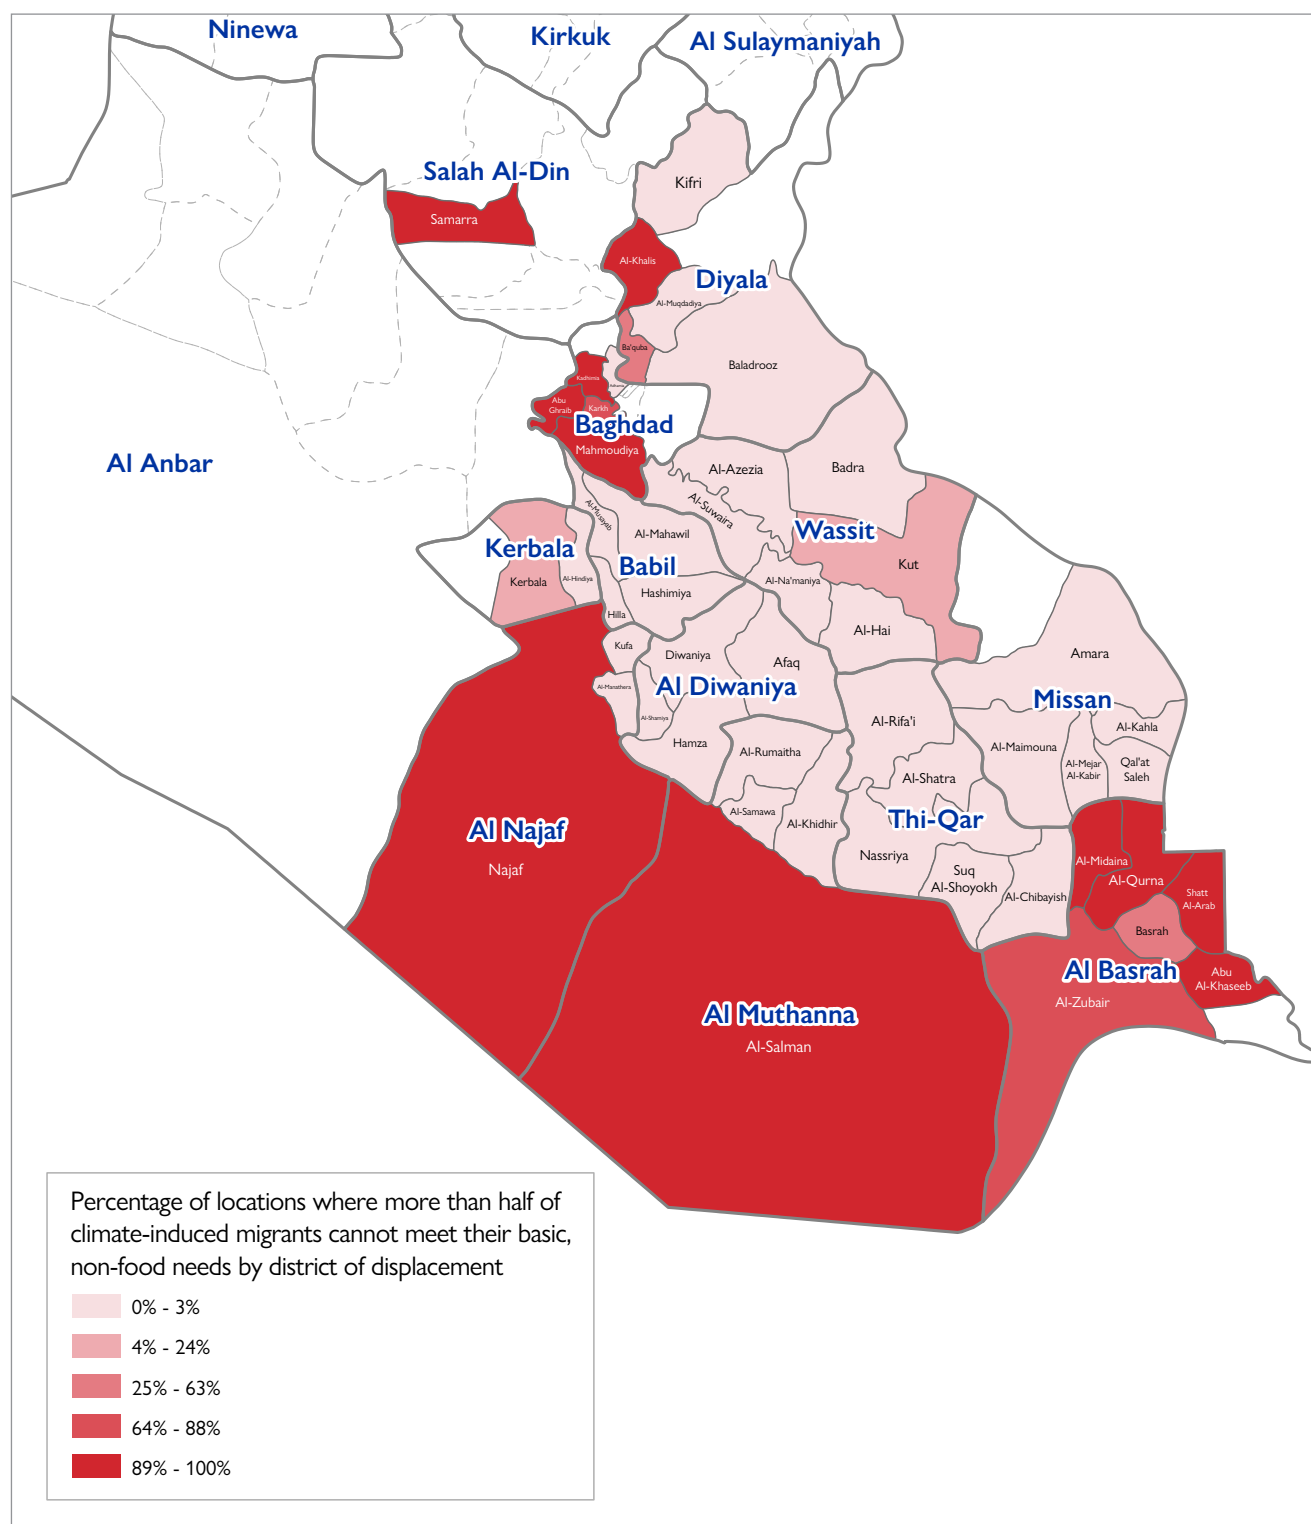 Ninewa
Kirkuk
Al Sulaymaniyah
Salah Al-Din
Kifri
Samarra
Al-Khalis
Diyala
Al-Muqdadiya
Ba'quba
Baladrooz
Kadhimia
Abu
Ghraib
Karkh
Baghdad
Mahmoudiya
Al Anbar
Al-Azezia
Badra
Al-Suwaira
Al-Musayab
Wassit
Al-Mahawil
Kerbala
Babil
Kut
Kerbala
Al-Hindiya
Al-Na'maniya
Hashimiya
Hilla
Al-Hai
Kufa
Diwaniya
Afaq
Amara
Al-Manathera
Al Diwaniya
Missan
Al-Shamiya
Al-Rifa'i
Al-Kahla
Hamza
Al-Rumaitha
Al-Maimouna
Al-Mejar
Al-Kabir
Qal'at
Saleh
Al-Shatra
Al-Samawa
Al-Khidhir
Thi-Qar
Al Najaf
Najaf
Nassriya
Suq
Al-Shoyokh
Al-Chibayish
Al-Midaina
Al-Qurna
Shatt
Al-Arab
Basrah
Al Basrah
Abu
Al-Khaseeb
Al-Zubair
Al Muthanna
Al-Salman
Percentage of locations where more than half of
climate-induced migrants cannot meet their basic,
non-food needs by district of displacement
0% - 3%
4% - 24%
25% - 63%
64% - 88%
89% - 100%